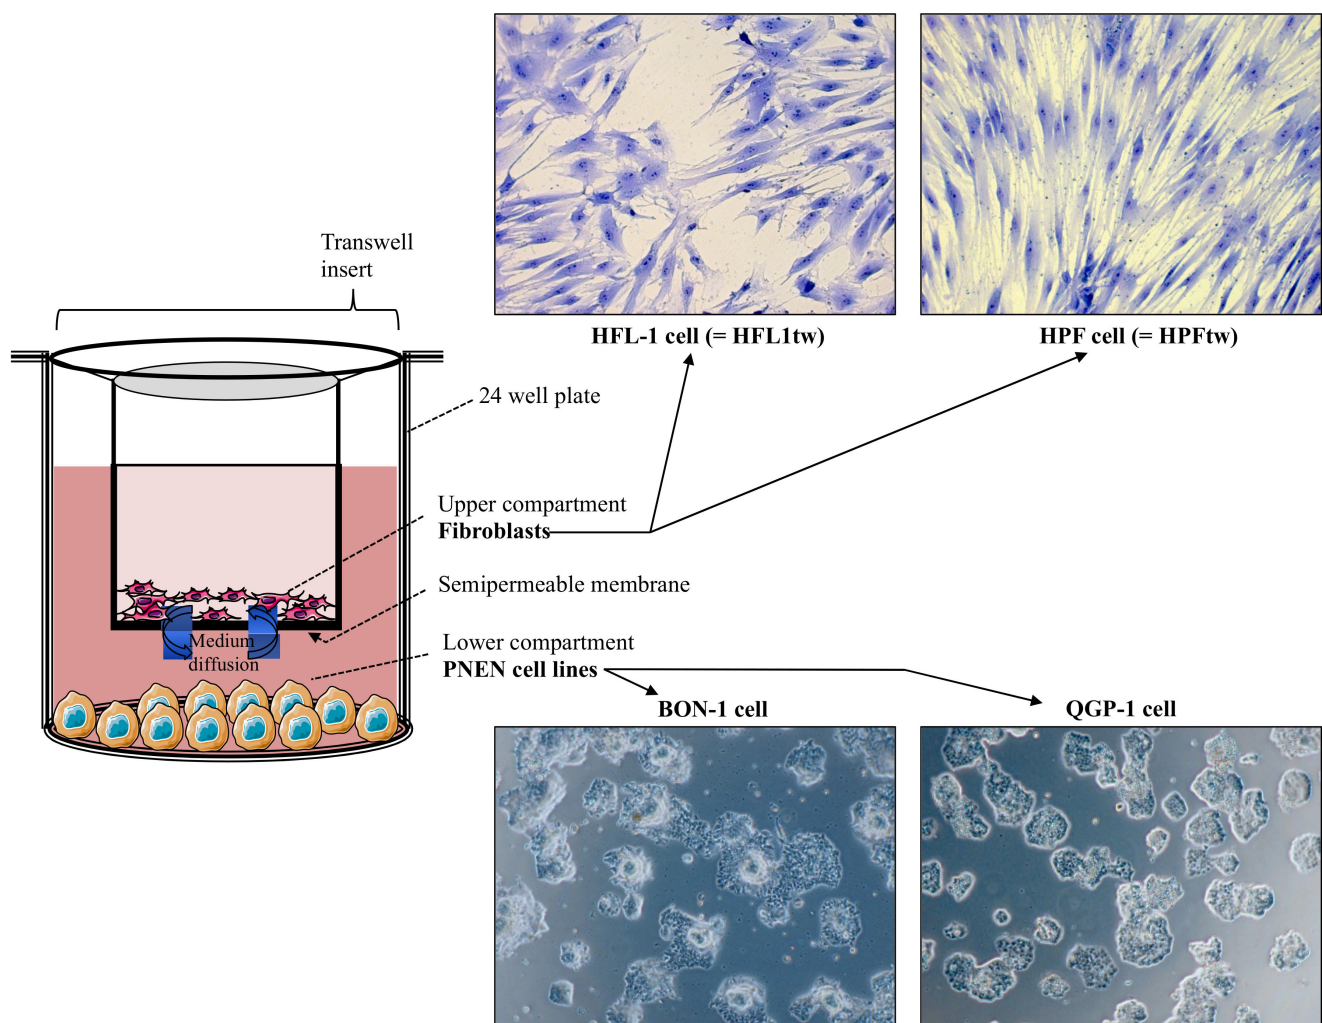 Transwell
insert
HFL-1 cell (= HFL1tw)
HPF cell (= HPFtw)
24 well plate
Upper compartment
Fibroblasts
Semipermeable membrane
Medium
diffusion
Lower compartment
PNEN cell lines
BON-1 cell
QGP-1 cell